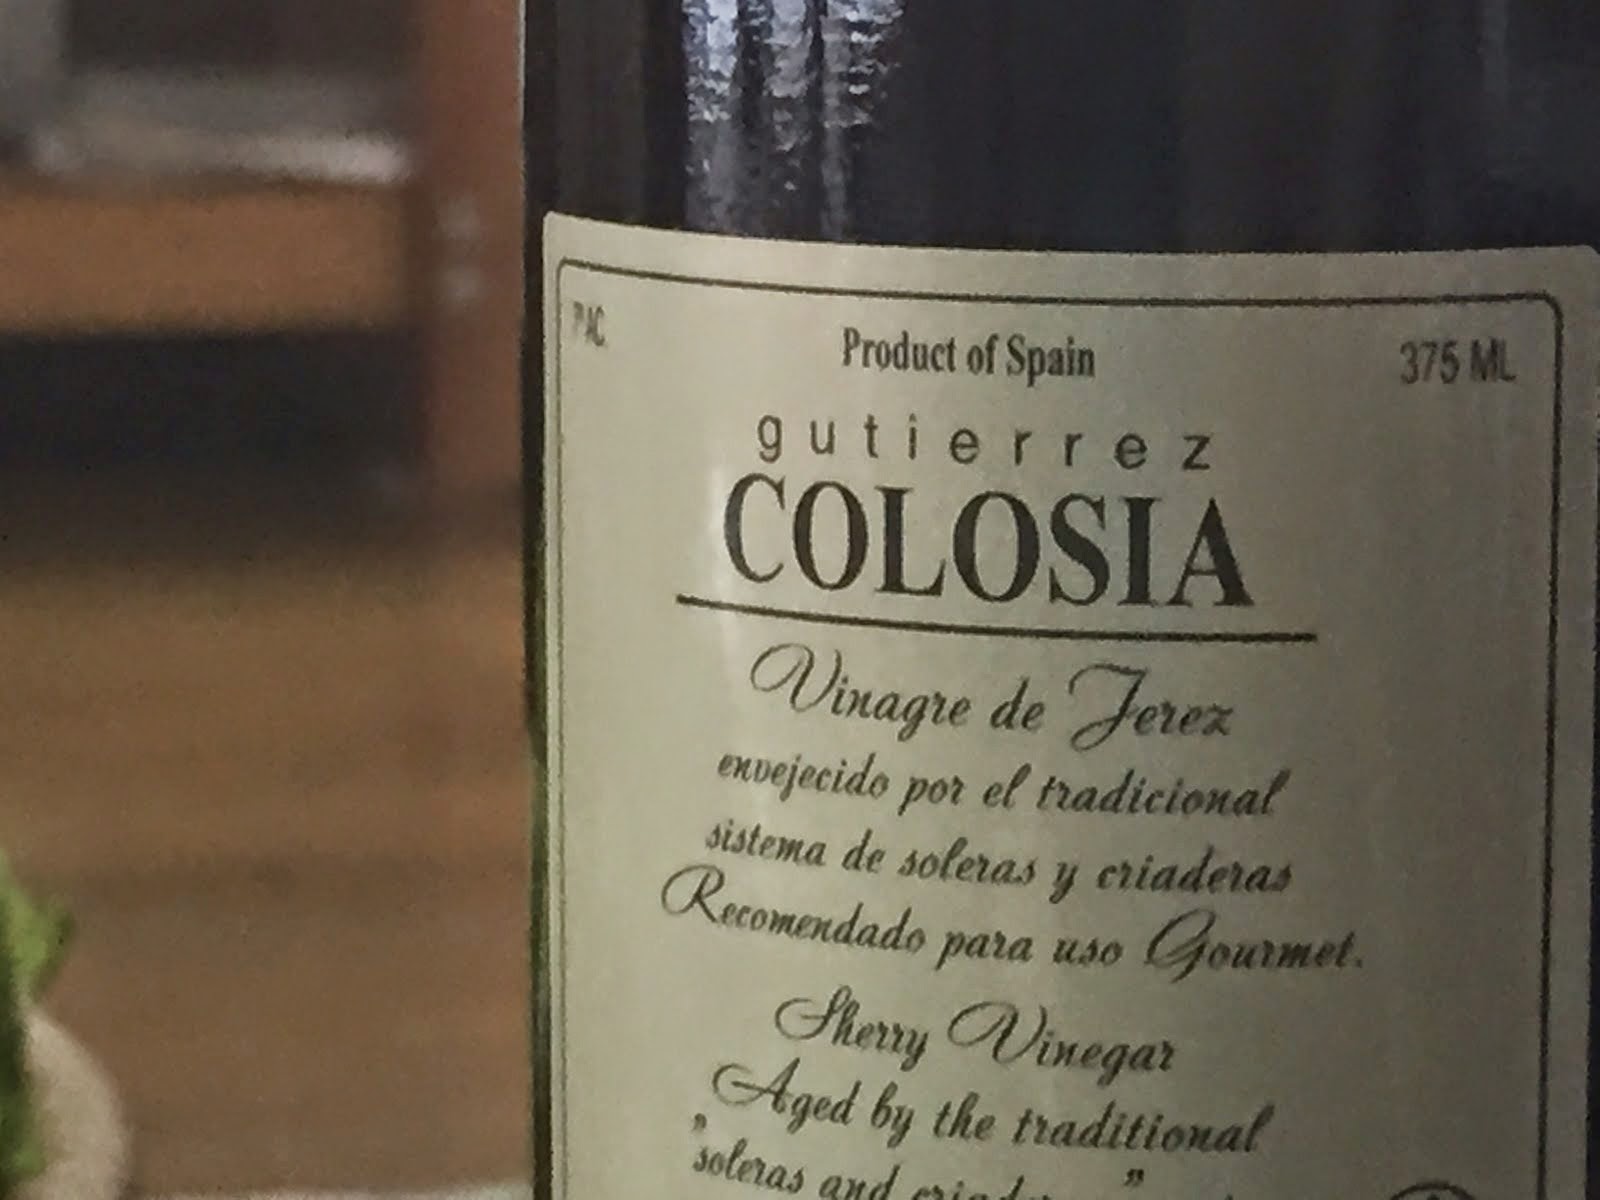 Product of Spain
375 ML
gutierrez
COLOSIA
Vinagre de Jerez
envejecido por el tradicional
sistema de soleras y criaderas
Recomendado para uso Gourmet.
Sherry Vinegar
Aged by the traditional
"soleras and